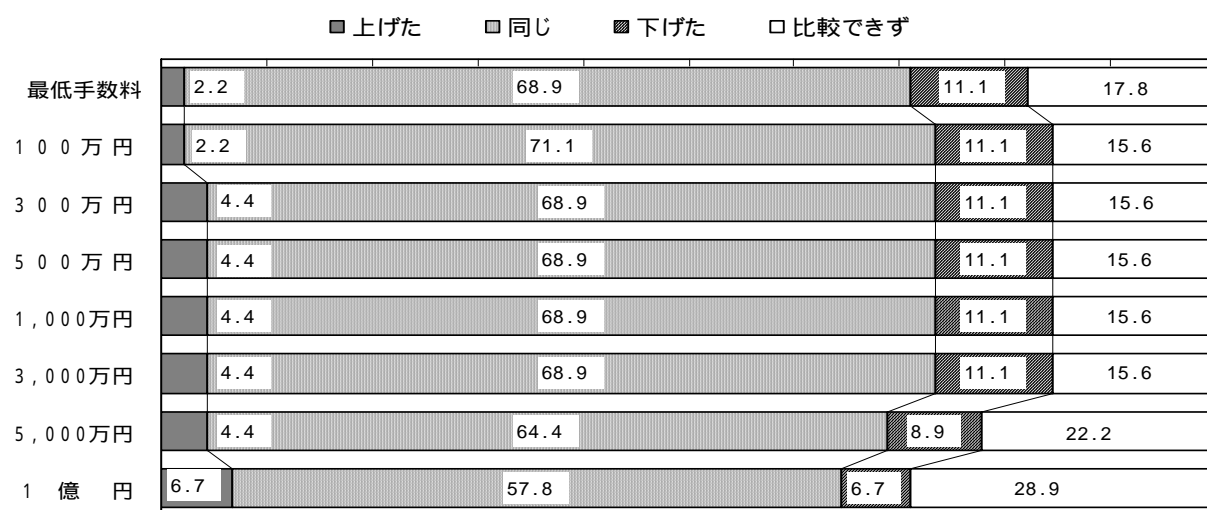 上げた 同じ 下げた 比較できず
最低手数料 2.2 68.9 11.1 17.8
100万円 2.2 71.1 11.1 15.6
300万円 4.4 68.9 11.1 15.6
500万円 4.4 68.9 11.1 15.6
1,000万円 4.4 68.9 11.1 15.6
3,000万円 4.4 68.9 11.1 15.6
5,000万円 4.4 64.4 8.9 22.2
1億円 6.7 57.8 6.7 28.9